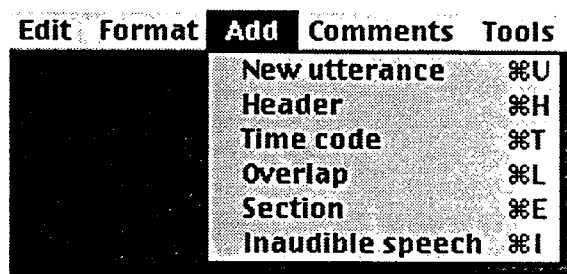 Edit Format Add Comments Tools
New utterance ⌘U
Header ⌘H
Time code ⌘T
Overlap ⌘L
Section ⌘E
Inaudible speech ⌘I